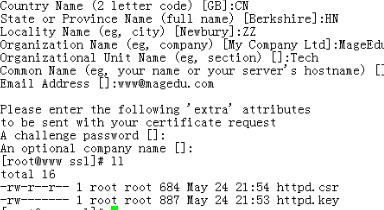 Country Name (2 letter code) [GB]:CN
State or Province Name (full name) [Berkshire]:HN
Locality Name (eg, city) [Newbury]:ZZ
Organization Name (eg, company) [My Company Ltd]:MageEdu
Organizational Unit Name (eg, section) []:Tech
Common Name (eg, your name or your server's hostname) []
Email Address []:www@magedu.com
Please enter the following 'extra' attributes
to be sent with your certificate request
A challenge password []:
An optional company name []:
[root@www ssl]# ll
total 16
-rw-r--r-- 1 root root 684 May 24 21:54 httpd.csr
-rw------- 1 root root 887 May 24 21:53 httpd.key